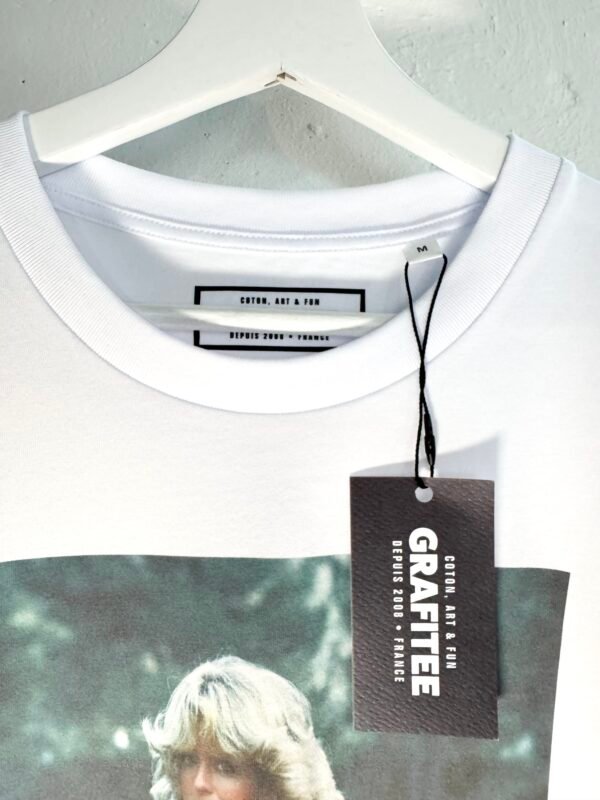 M
COTON, ART & FUN
DEPUIS 2008 • FRANCE
COTON, ART & FUN
GRAFITEE
DEPUIS 2008 • FRANCE